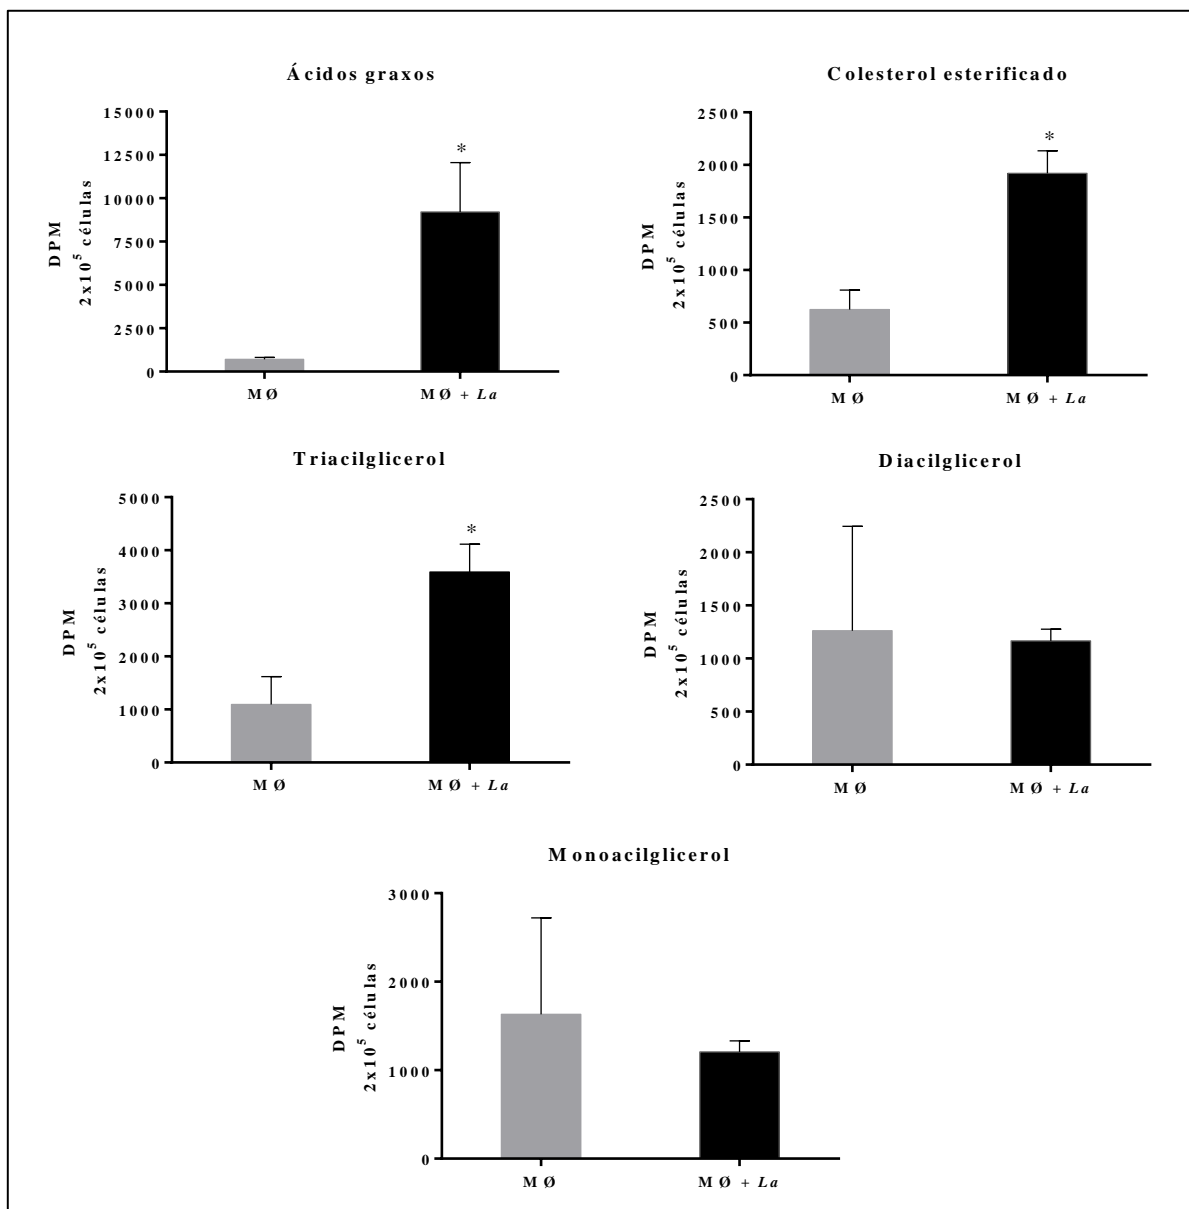 Ácidos graxos
15000
12500
10000
7500
5000
2500
0
DPM
2x10⁵ células
*
MØ
MØ + La
Colesterol esterificado
2500
2000
1500
1000
500
0
DPM
2x10⁵ células
*
MØ
MØ + La
Triacilglicerol
5000
4000
3000
2000
1000
0
DPM
2x10⁵ células
*
MØ
MØ + La
Diacilglicerol
2500
2000
1500
1000
500
0
DPM
2x10⁵ células
MØ
MØ + La
Monoacilglicerol
3000
2000
1000
0
DPM
2x10⁵ células
MØ
MØ + La